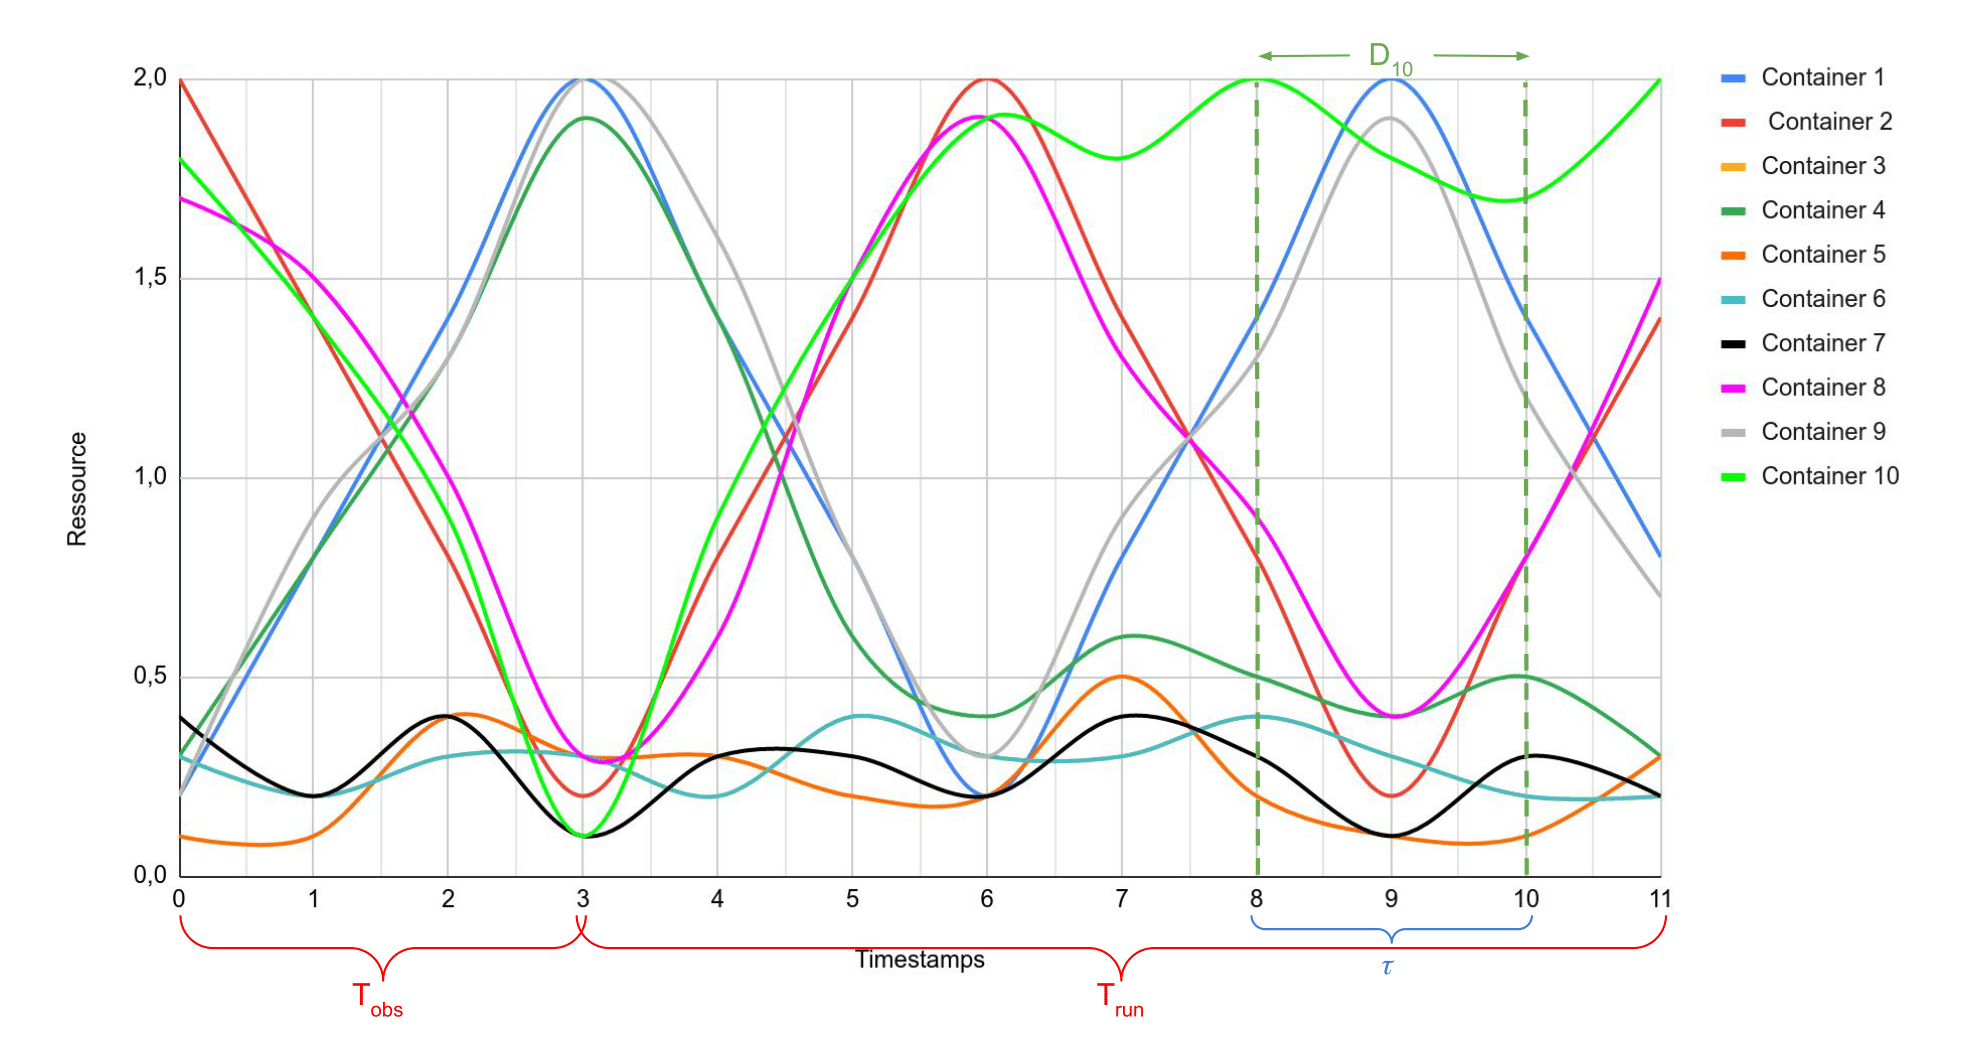 D10
2,0
1,5
1,0
0,5
0,0
Ressource
0 1 2 3 4 5 6 7 8 9 10 11
Timestamps
Tobs
Trun
τ
Container 1
Container 2
Container 3
Container 4
Container 5
Container 6
Container 7
Container 8
Container 9
Container 10